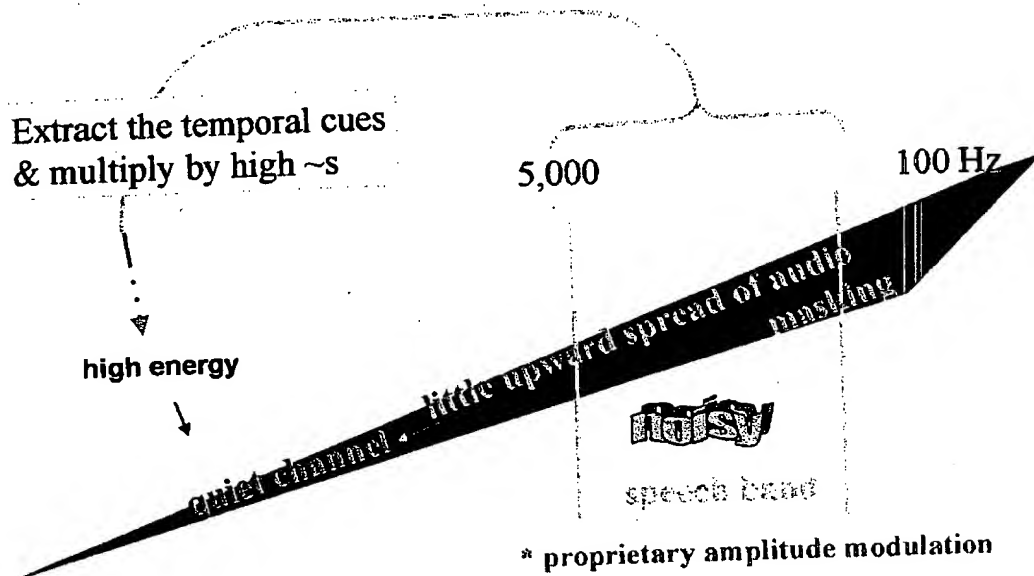 Extract the temporal cues
& multiply by high ~s
5,000
100 Hz
high energy
little upward spread of audio
masking
quiet channel
noisy
speech band
* proprietary amplitude modulation